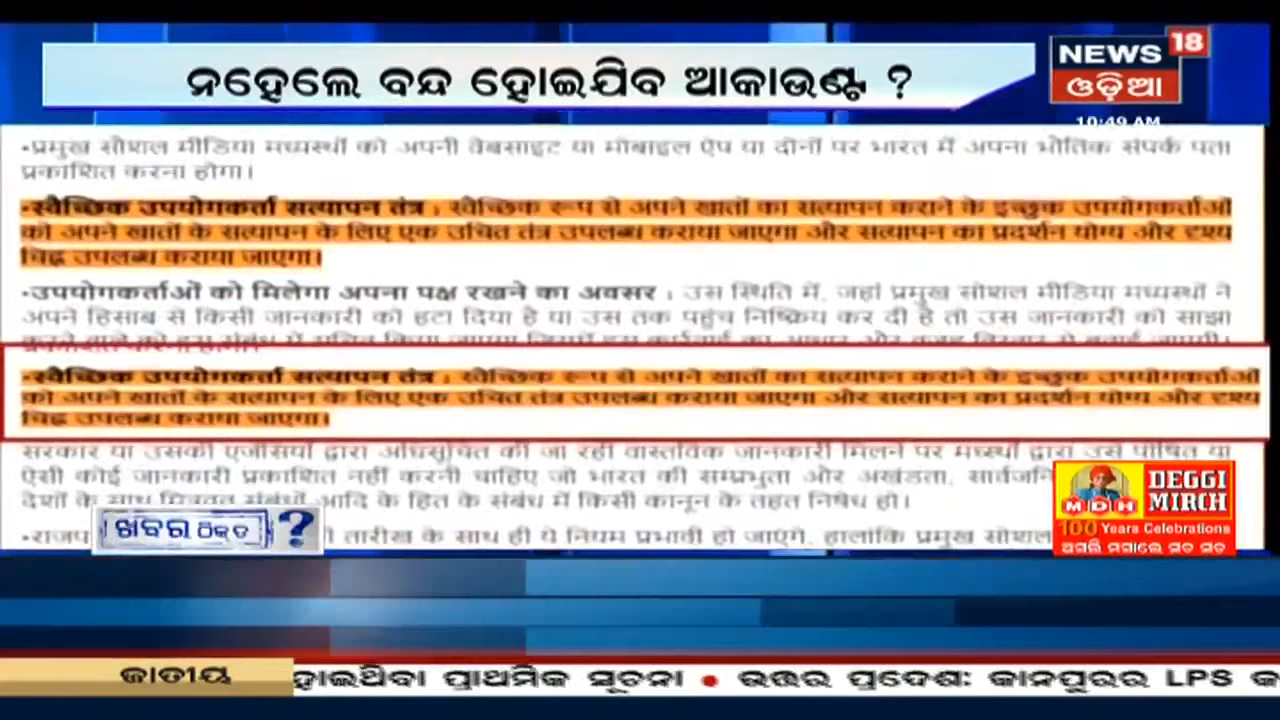 ନହେଲେ ବନ୍ଦ ହୋଇଯିବ ଆକାଉଣ୍ଟ ?
NEWS 18
ଓଡ଼ିଆ
10:49 AM
•प्रमुख सोशल मीडिया मध्यस्थों को अपनी वेबसाइट या मोबाइल ऐप या दोनों पर भारत में अपना भौतिक संपर्क पता
प्रकाशित करना होगा।
•स्वैच्छिक उपयोगकर्ता सत्यापन तंत्र : स्वैच्छिक रूप से अपने खातों का सत्यापन कराने के इच्छुक उपयोगकर्ताओं
को अपने खातों के सत्यापन के लिए एक उचित तंत्र उपलब्ध कराया जाएगा और सत्यापन का प्रदर्शन योग्य और दृश्य
चिह्न उपलब्ध कराया जाएगा।
•उपयोगकर्ताओं को मिलेगा अपना पक्ष रखने का अवसर : उस स्थिति में, जहां प्रमुख सोशल मीडिया मध्यस्थों ने
अपने हिसाब से किसी जानकारी को हटा दिया है या उस तक पहुंच निष्क्रिय कर दी है तो उस जानकारी को साझा
•स्वैच्छिक उपयोगकर्ता सत्यापन तंत्र : स्वैच्छिक रूप से अपने खातों का सत्यापन कराने के इच्छुक उपयोगकर्ताओं
को अपने खातों के सत्यापन के लिए एक उचित तंत्र उपलब्ध कराया जाएगा और सत्यापन का प्रदर्शन योग्य और दृश्य
चिह्न उपलब्ध कराया जाएगा।
सरकार या उसकी एजेंसियों द्वारा अधिसूचित की जा रही वास्तविक जानकारी मिलने पर मध्स्थों द्वारा उसे पोषित या
ऐसी कोई जानकारी प्रकाशित नहीं करनी चाहिए जो भारत की सम्प्रभुता और अखंडता, सार्वजनि
देशों के साथ मित्रवत संबंधों आदि के हित के संबंध में किसी कानून के तहत निषेध हो।
•राजप ी तारीख के साथ ही ये नियम प्रभावी हो जाएंगे, हालांकि प्रमुख सोशल
ଖବର ଠିକ୍ ତ ?
MDH DEGGI
MIRCH
100 Years Celebrations
ଅସଲି ମସାଲେ ସଚ ସଚ
ଜାତୀୟ
ହୋଇଥିବା ପ୍ରାଥମିକ ସୂଚନା • ଉତ୍ତର ପ୍ରଦେଶ: କାନପୁରର LPS କ